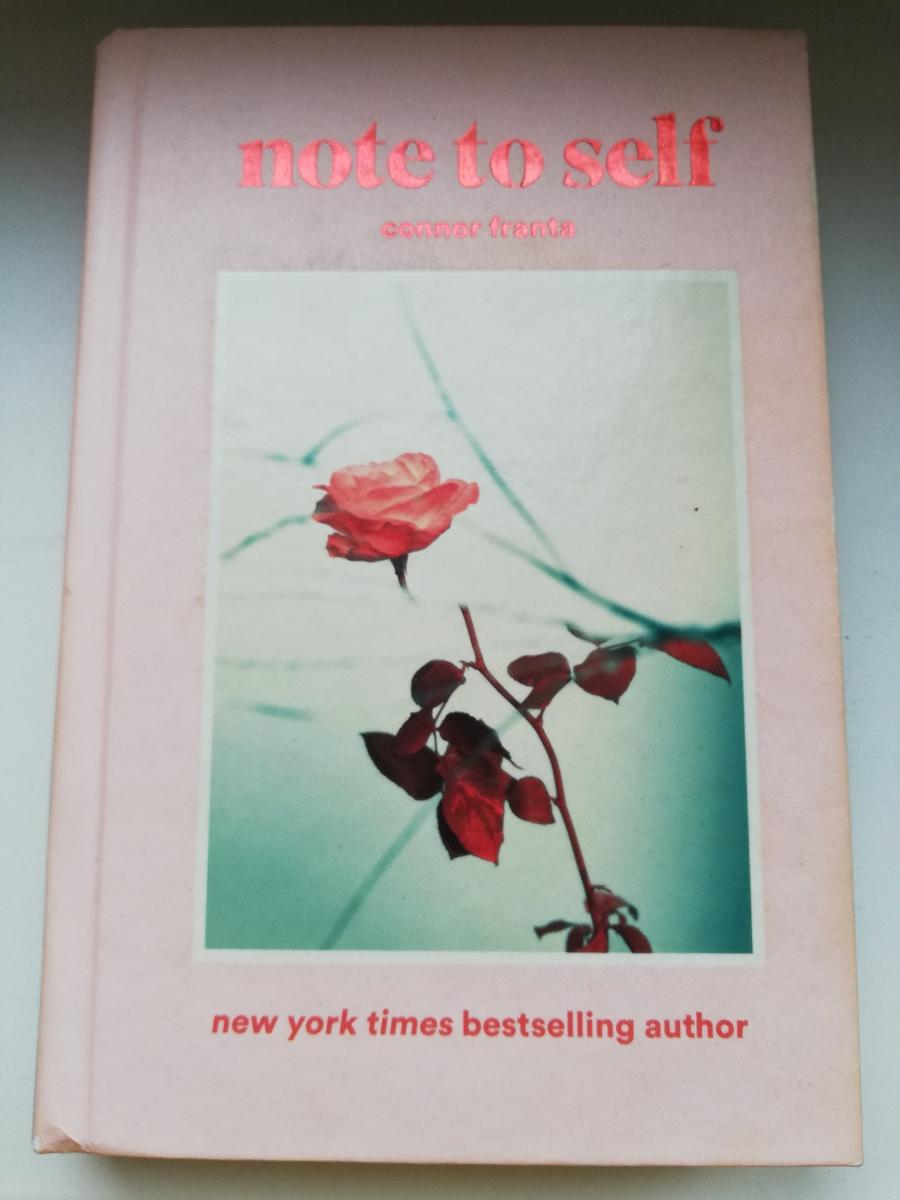 note to self
connor franta
new york times bestselling author